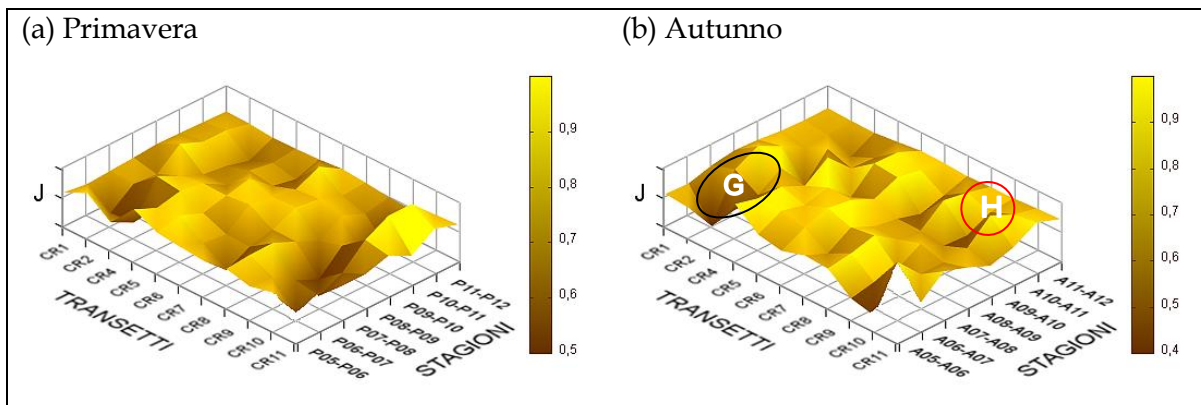 (a) Primavera
J
0,9
0,8
0,7
0,6
0,5
CR1
CR2
CR4
CR5
CR6
CR7
CR8
CR9
CR10
CR11
TRANSETTI
P05-P06
P06-P07
P07-P08
P08-P09
P09-P10
P10-P11
P11-P12
STAGIONI
(b) Autunno
J
G
H
0,9
0,8
0,7
0,6
0,5
0,4
CR1
CR2
CR4
CR5
CR6
CR7
CR8
CR9
CR10
CR11
TRANSETTI
A05-A06
A06-A07
A07-A08
A08-A09
A09-A10
A10-A11
A11-A12
STAGIONI